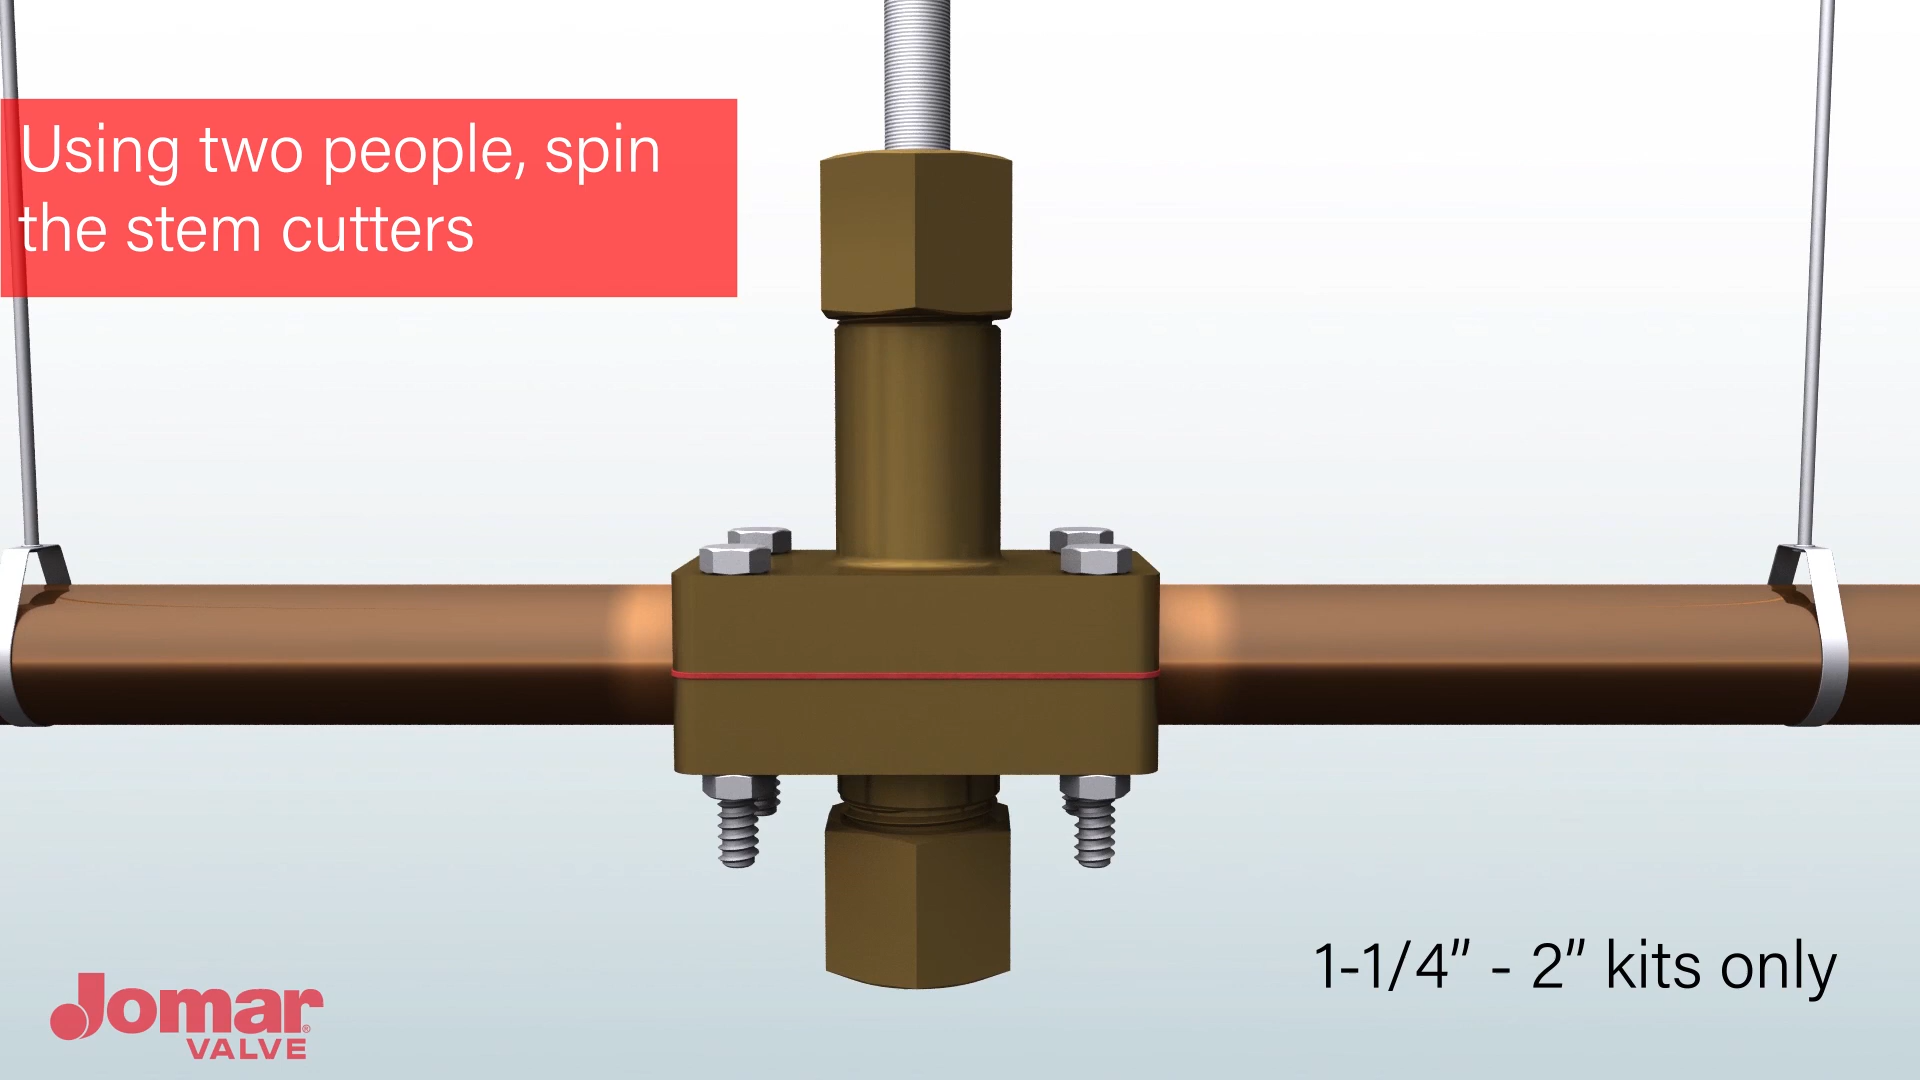 Using two people, spin
the stem cutters
1-1/4” - 2” kits only
Jomar®
VALVE